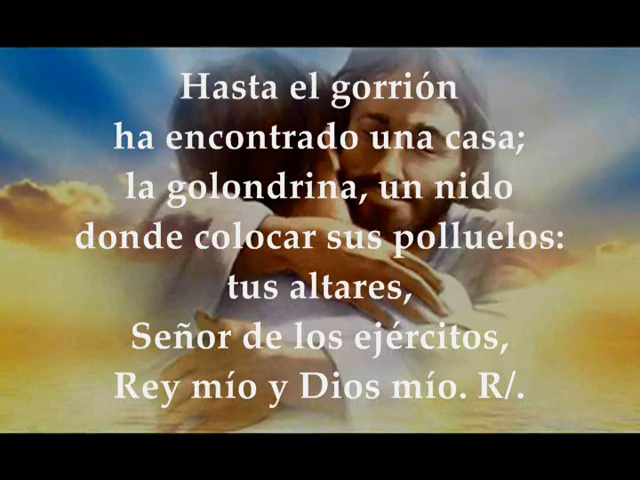 Hasta el gorrión
ha encontrado una casa;
la golondrina, un nido
donde colocar sus polluelos:
tus altares,
Señor de los ejércitos,
Rey mío y Dios mío. R/.